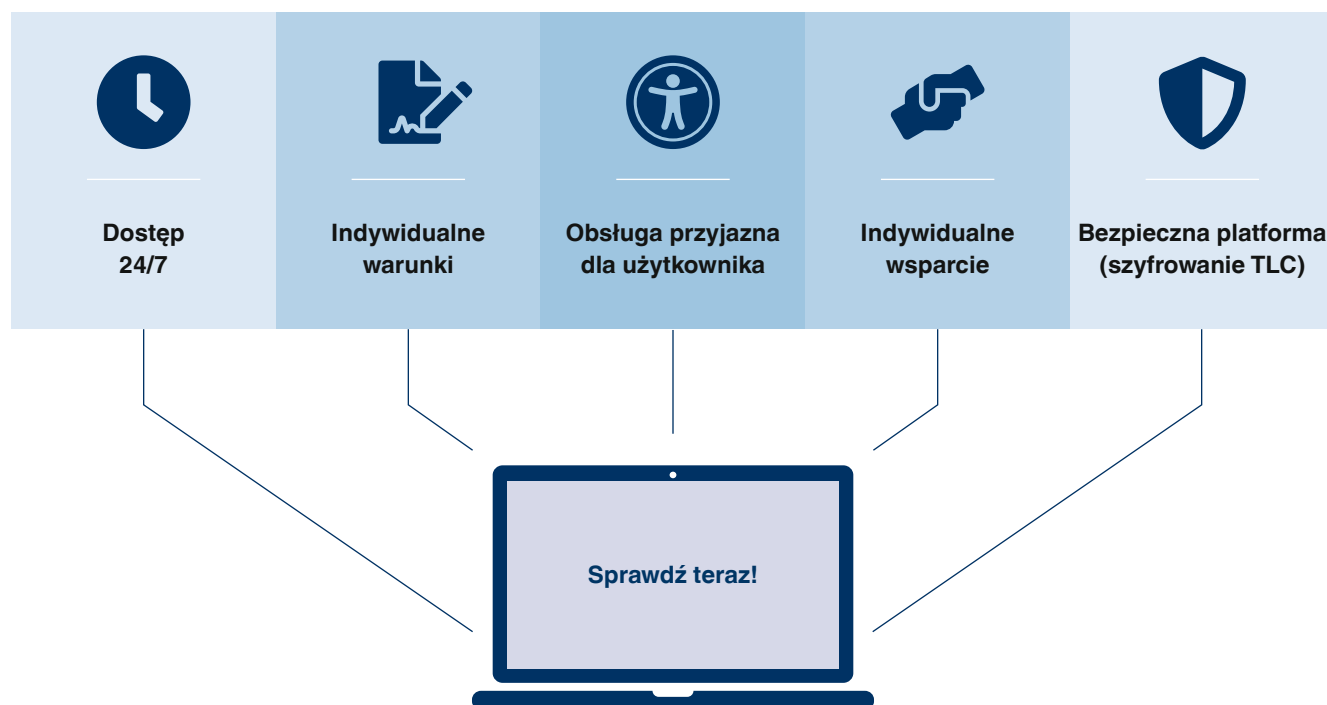 Dostęp
24/7
Indywidualne
warunki
Obsługa przyjazna
dla użytkownika
Indywidualne
wsparcie
Bezpieczna platforma
(szyfrowanie TLC)
Sprawdź teraz!